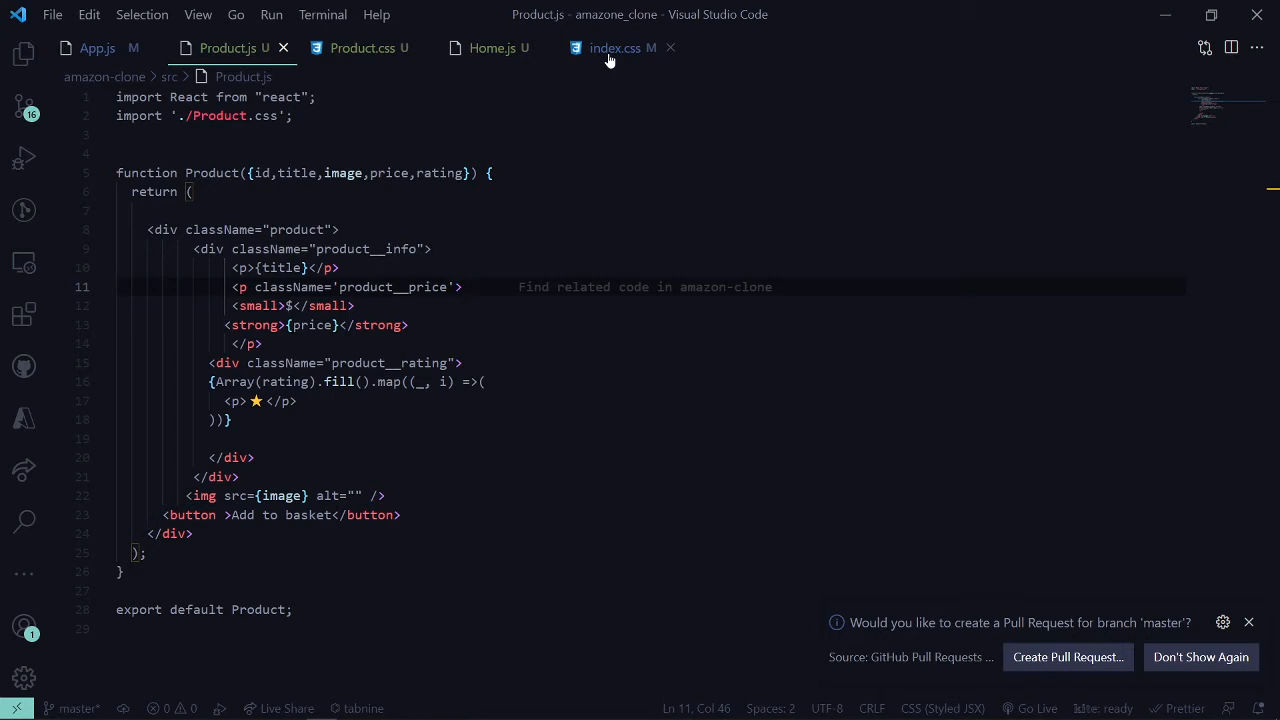 File Edit Selection View Go Run Terminal Help Product.js - amazone_clone - Visual Studio Code
App.js M Product.js U Product.css U Home.js U index.css M
amazon-clone > src > Product.js
1 import React from "react";
2 import './Product.css';
3
4
5 function Product({id,title,image,price,rating}) {
6 return (
7
8 <div className="product">
9 <div className="product__info">
10 <p>{title}</p>
11 <p className='product__price'> Find related code in amazon-clone
12 <small>$</small>
13 <strong>{price}</strong>
14 </p>
15 <div className="product__rating">
16 {Array(rating).fill().map((_, i) =>(
17 <p>⭐</p>
18 ))}
19
20 </div>
21 </div>
22 <img src={image} alt="" />
23 <button >Add to basket</button>
24 </div>
25 );
26 }
27
28 export default Product;
29
16
1
Would you like to create a Pull Request for branch 'master'?
Source: GitHub Pull Requests ... Create Pull Request... Don't Show Again
master* 0 0 Live Share tabnine Ln 11, Col 46 Spaces: 2 UTF-8 CRLF CSS (Styled JSX) Go Live kite: ready Prettier